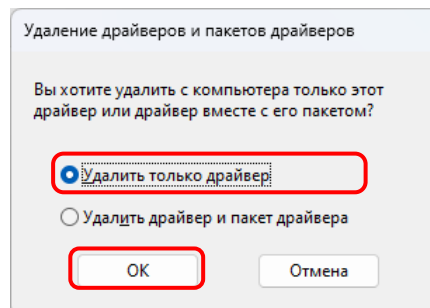 Удаление драйверов и пакетов драйверов
Вы хотите удалить с компьютера только этот
драйвер или драйвер вместе с его пакетом?
Удалить только драйвер
Удалить драйвер и пакет драйвера
ОК
Отмена